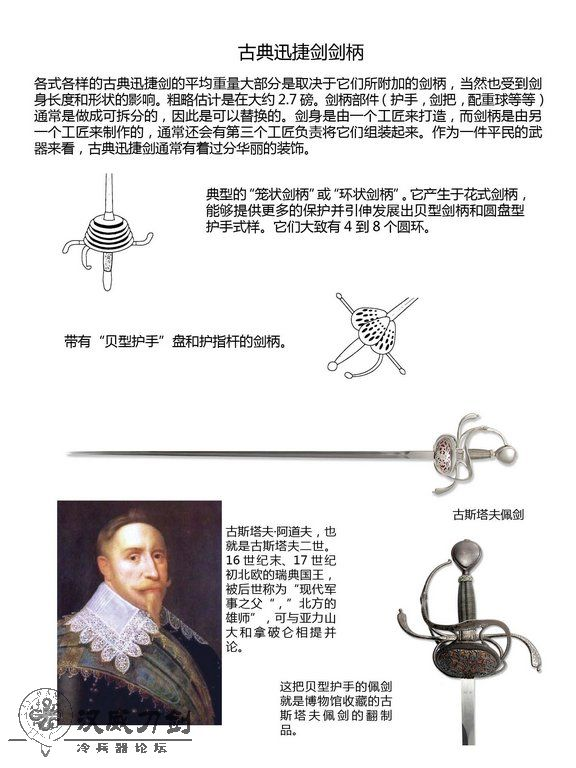 古典迅捷剑剑柄
各式各样的古典迅捷剑的平均重量大部分是取决于它们所附加的剑柄，当然也受到剑
身长度和形状的影响。粗略估计是在大约 2.7 磅。剑柄部件（护手，剑把，配重球等等）
通常是做成可拆分的，因此是可以替换的。剑身是由一个工匠来打造，而剑柄是由另
一个工匠来制作的，通常还会有第三个工匠负责将它们组装起来。作为一件平民的武
器来看，古典迅捷剑通常有着过分华丽的装饰。
典型的“笼状剑柄”或“环状剑柄”。它产生于花式剑柄，
能够提供更多的保护并引伸发展出贝型剑柄和圆盘型
护手式样。它们大致有 4 到 8 个圆环。
带有“贝型护手”盘和护指杆的剑柄。
古斯塔夫佩剑
古斯塔夫·阿道夫，也
就是古斯塔夫二世。
16 世纪末、17 世纪
初北欧的瑞典国王，
被后世称为“现代军
事之父“，”北方的
雄师”，可与亚力山
大和拿破仑相提并
论。
这把贝型护手的佩剑
就是博物馆收藏的古
斯塔夫佩剑的翻制
品。
汉威刀剑
冷兵器论坛